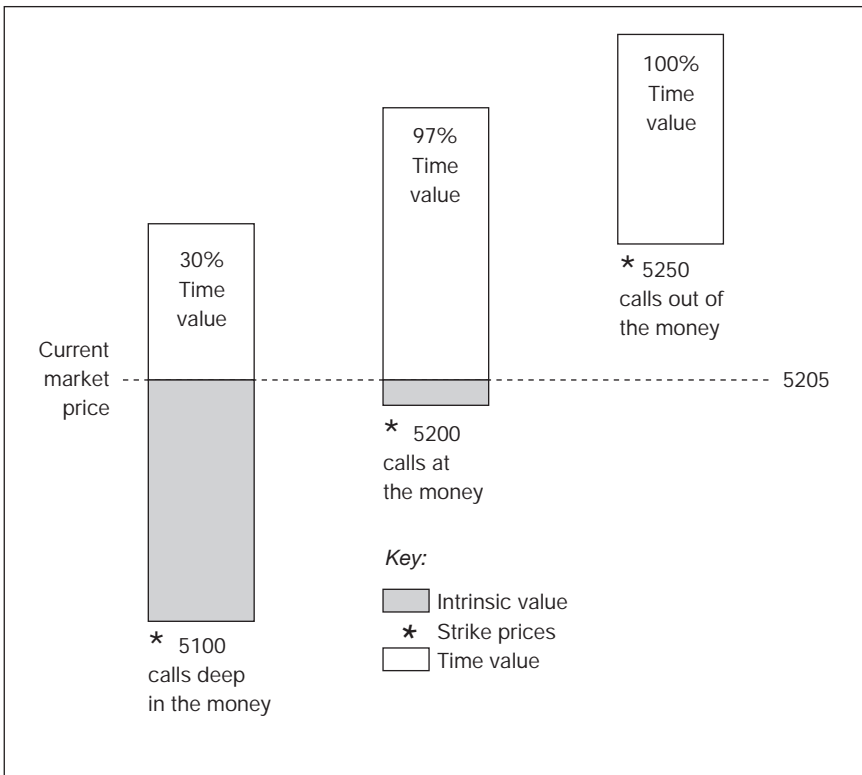 100%
Time
value
* 5250
calls out of
the money
97%
Time
value
* 5200
calls at
the money
30%
Time
value
* 5100
calls deep
in the money
Current
market
price
5205
Key:
Intrinsic value
* Strike prices
Time value